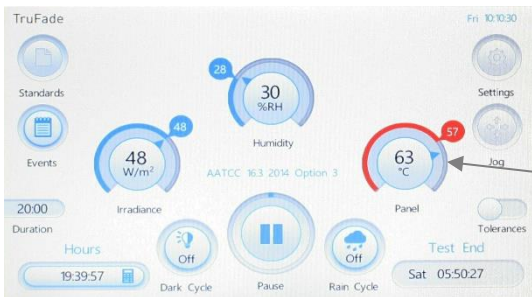 TruFade
Fri 10:10:30
Standards
Settings
28
30
%RH
Humidity
Events
Jog
48
48
W/m²
Irradiance
57
63
°C
Panel
AATCC 16.3 2014 Option 3
20:00
Duration
Tolerances
Hours
19:39:57
Off
Dark Cycle
Pause
Off
Rain Cycle
Test End
Sat 05:50:27